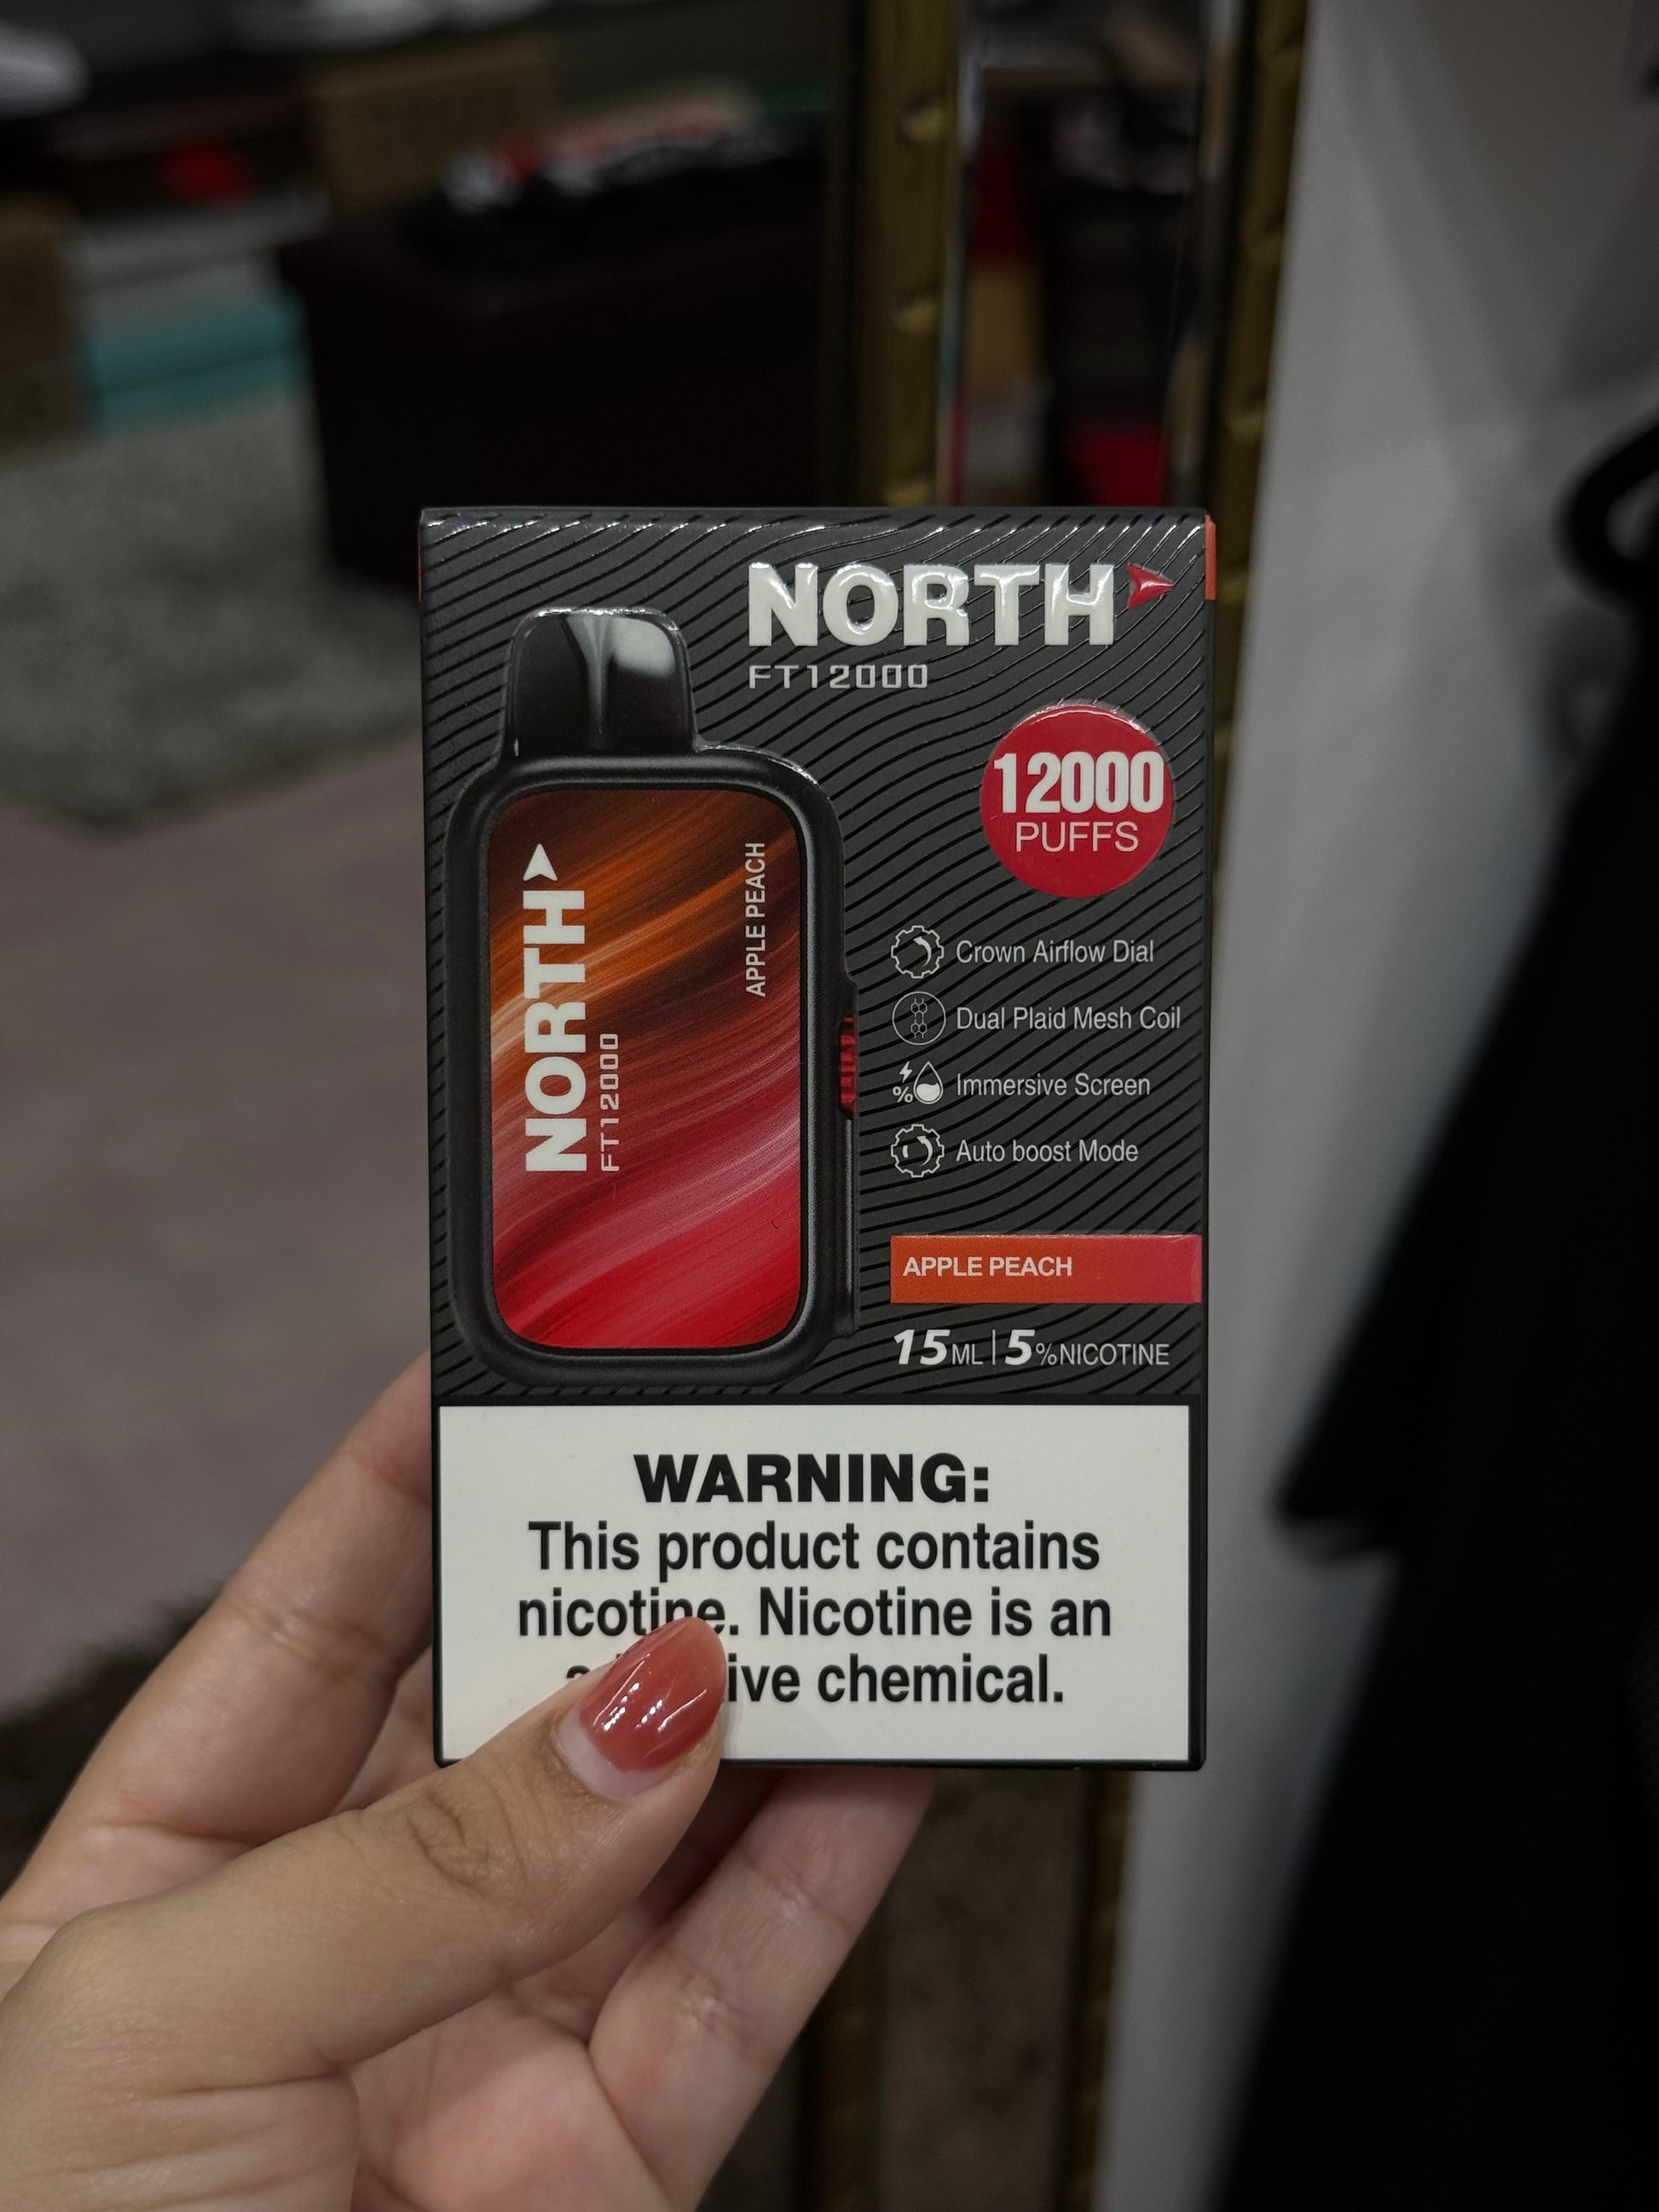 NORTH
FT12000
12000
PUFFS
NORTH
FT12000
APPLE PEACH
Crown Airflow Dial
Dual Plaid Mesh Coil
% Immersive Screen
Auto boost Mode
APPLE PEACH
15ML | 5%NICOTINE
WARNING:
This product contains
nicotine. Nicotine is an
chemical.